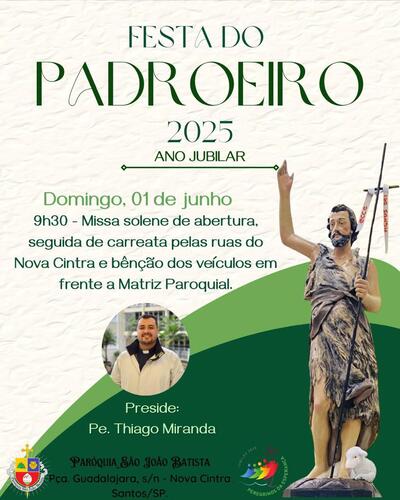 FESTA DO
PADROEIRO
2025
ANO JUBILAR
Domingo, 01 de junho
9h30 - Missa solene de abertura,
seguida de carreata pelas ruas do
Nova Cintra e bênção dos veículos em
frente a Matriz Paroquial.
Preside:
Pe. Thiago Miranda
Paróquia São João Batista
Pça. Guadalajara, s/n - Nova Cintra
Santos/SP.